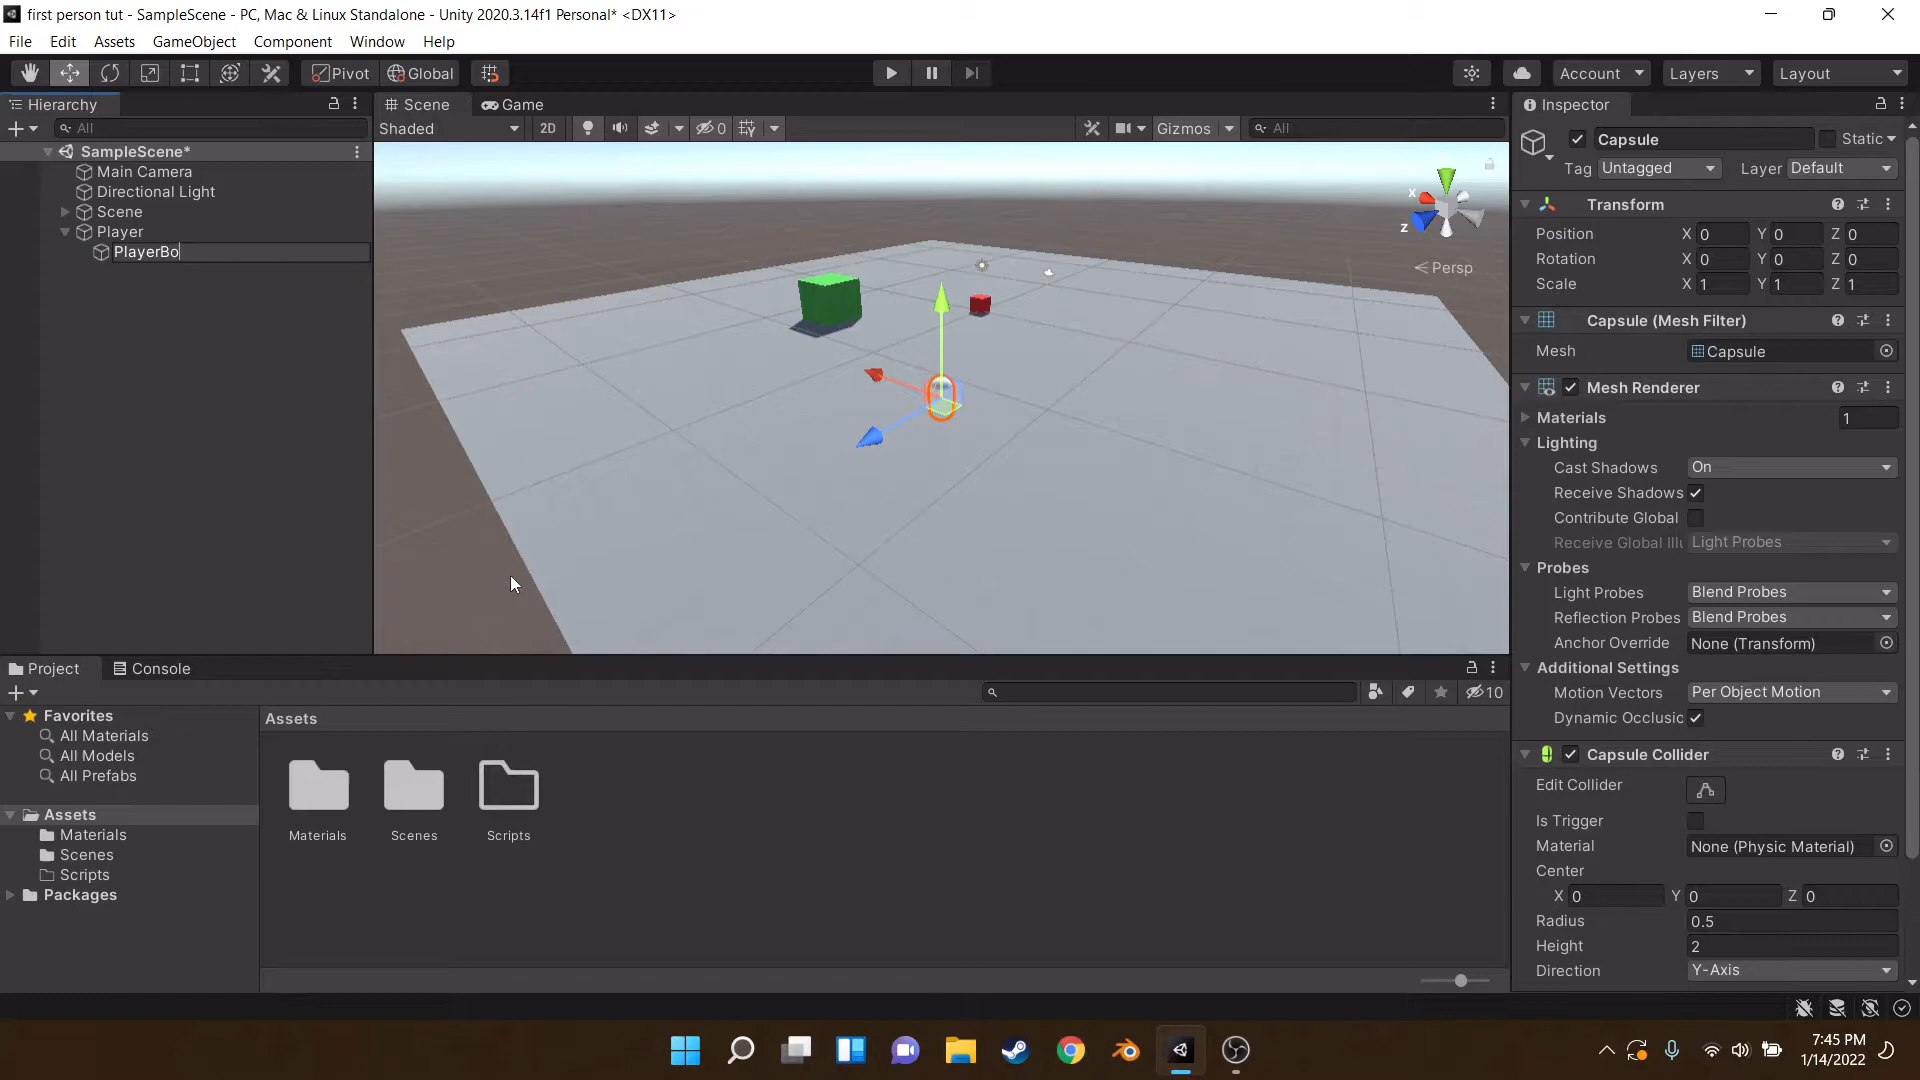 first person tut - SampleScene - PC, Mac & Linux Standalone - Unity 2020.3.14f1 Personal* <DX11>
File Edit Assets GameObject Component Window Help
Pivot Global Account Layers Layout
Hierarchy
All
SampleScene*
Main Camera
Directional Light
Scene
Player
PlayerBo
Scene Game
Shaded 2D 0 Gizmos All
x
z
Persp
Inspector
Capsule Static
Tag Untagged Layer Default
Transform
Position X 0 Y 0 Z 0
Rotation X 0 Y 0 Z 0
Scale X 1 Y 1 Z 1
Capsule (Mesh Filter)
Mesh Capsule
Mesh Renderer
Materials 1
Lighting
Cast Shadows On
Receive Shadows
Contribute Global
Receive Global Illu Light Probes
Probes
Light Probes Blend Probes
Reflection Probes Blend Probes
Anchor Override None (Transform)
Additional Settings
Motion Vectors Per Object Motion
Dynamic Occlusic
Capsule Collider
Edit Collider
Is Trigger
Material None (Physic Material)
Center
X 0 Y 0 Z 0
Radius 0.5
Height 2
Direction Y-Axis
Project Console
10
Favorites
All Materials
All Models
All Prefabs
Assets
Materials
Scenes
Scripts
Packages
Assets
Materials Scenes Scripts
7:45 PM
1/14/2022